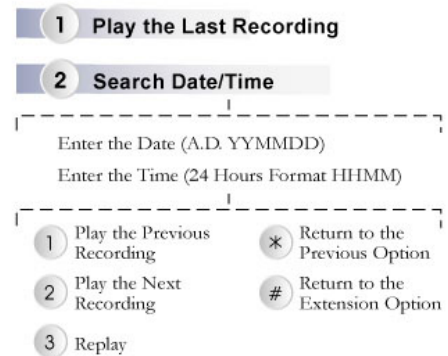 1 Play the Last Recording
2 Search Date/Time
Enter the Date (A.D. YYMMDD)
Enter the Time (24 Hours Format HHMM)
1 Play the Previous
Recording
2 Play the Next
Recording
3 Replay
* Return to the
Previous Option
# Return to the
Extension Option